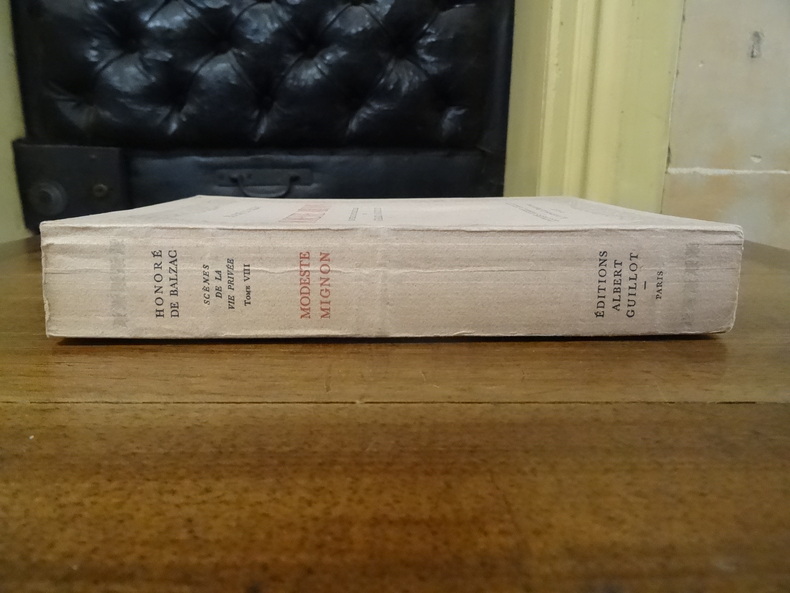 HONORÉ
DE BALZAC
SCÈNES
DE LA
VIE PRIVÉE
TOME VIII
MODESTE
MIGNON
ÉDITIONS
ALBERT
GUILLOT
—
PARIS